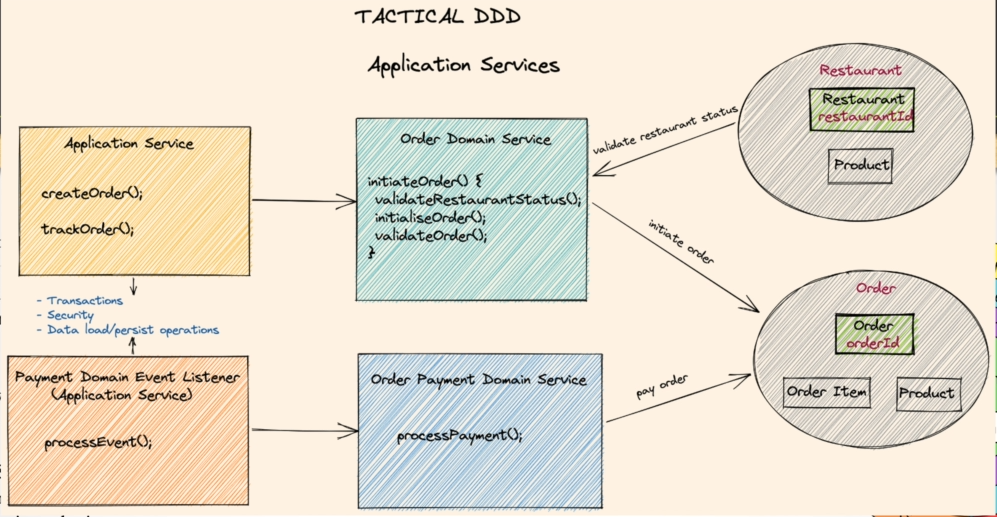 TACTICAL DDD
Application Services
Application Service
createOrder();
trackOrder();
- Transactions
- Security
- Data load/persist operations
Payment Domain Event Listener
(Application Service)
processEvent();
Order Domain Service
initiateOrder() {
validateRestaurantStatus();
initialiseOrder();
validateOrder();
}
Order Payment Domain Service
processPayment();
validate restaurant status
initiate order
pay order
Restaurant
Restaurant
restaurantId
Product
Order
Order
orderId
Order Item
Product